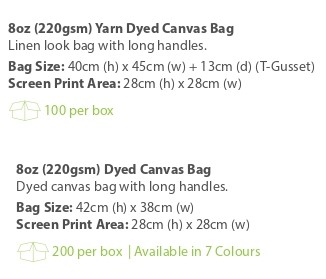 8oz (220gsm) Yarn Dyed Canvas Bag
Linen look bag with long handles.
Bag Size: 40cm (h) x 45cm (w) + 13cm (d) (T-Gusset)
Screen Print Area: 28cm (h) x 28cm (w)
100 per box
8oz (220gsm) Dyed Canvas Bag
Dyed canvas bag with long handles.
Bag Size: 42cm (h) x 38cm (w)
Screen Print Area: 28cm (h) x 28cm (w)
200 per box | Available in 7 Colours